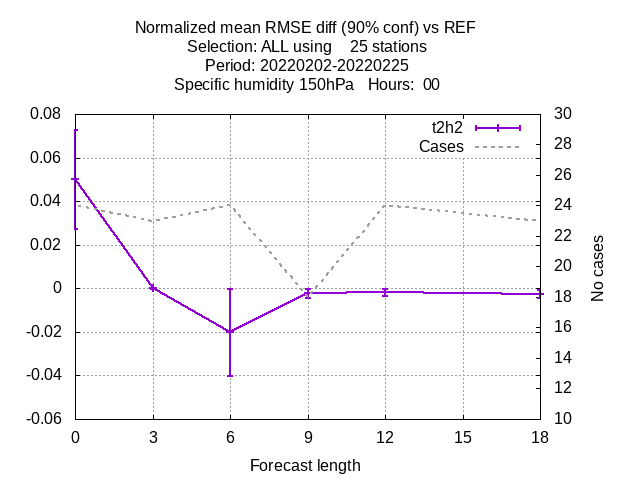 Normalized mean RMSE diff (90% conf) vs REF
Selection: ALL using    25 stations
Period: 20220202-20220225
Specific humidity 150hPa   Hours:  00
0.08
0.06
0.04
0.02
0
-0.02
-0.04
-0.06
t2h2
Cases
30
28
26
24
22
20
18
16
14
12
10
No cases
0 3 6 9 12 15 18
Forecast length